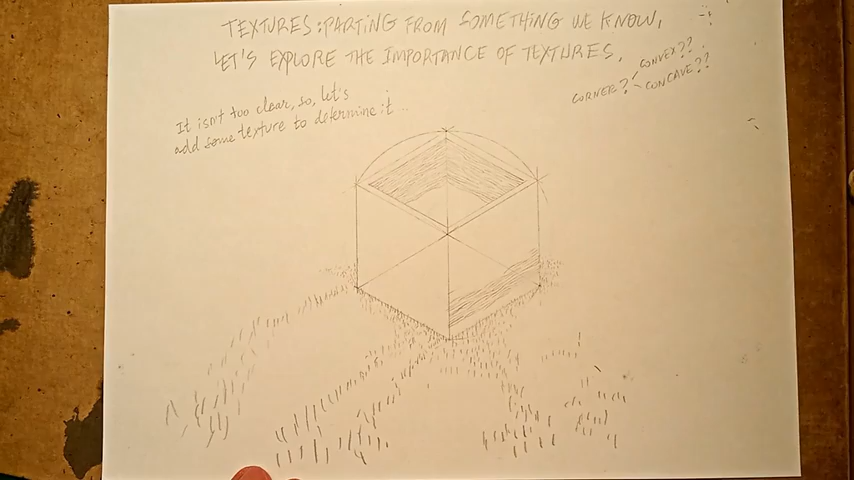 TEXTURES: PARTING FROM SOMETHING WE KNOW,
LET'S EXPLORE THE IMPORTANCE OF TEXTURES.
CORNER? CONVEX??
CONCAVE??
It isn't too clear, so, let's
add some texture to determine it...